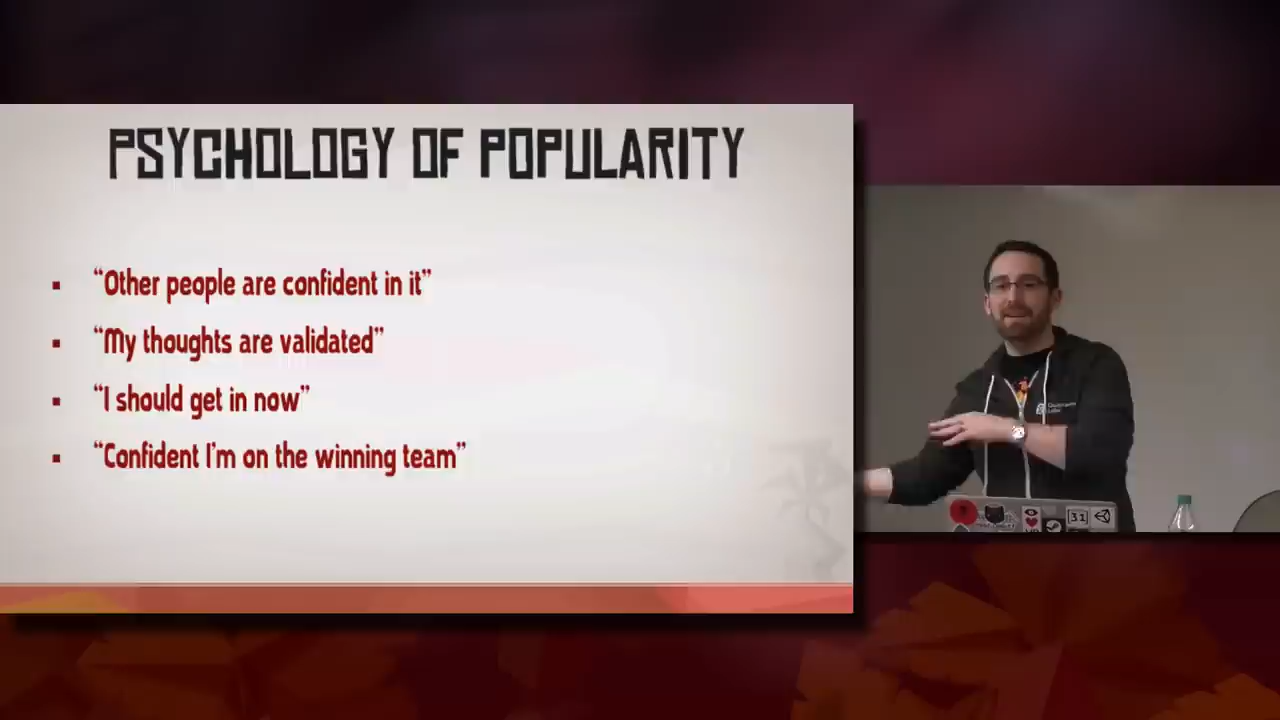 PSYCHOLOGY OF POPULARITY
▪ “Other people are confident in it”
▪ “My thoughts are validated”
▪ “I should get in now”
▪ “Confident I’m on the winning team”
31